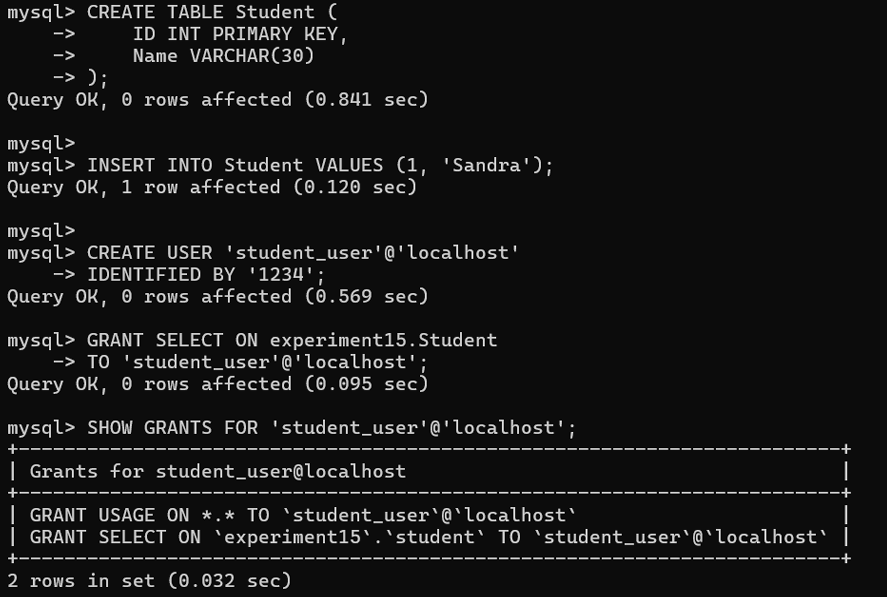 mysql> CREATE TABLE Student (
    ->     ID INT PRIMARY KEY,
    ->     Name VARCHAR(30)
    -> );
Query OK, 0 rows affected (0.841 sec)

mysql>
mysql> INSERT INTO Student VALUES (1, 'Sandra');
Query OK, 1 row affected (0.120 sec)

mysql>
mysql> CREATE USER 'student_user'@'localhost'
    -> IDENTIFIED BY '1234';
Query OK, 0 rows affected (0.569 sec)

mysql> GRANT SELECT ON experiment15.Student
    -> TO 'student_user'@'localhost';
Query OK, 0 rows affected (0.095 sec)

mysql> SHOW GRANTS FOR 'student_user'@'localhost';
+-----------------------------------------------------------------------+
| Grants for student_user@localhost                                     |
+-----------------------------------------------------------------------+
| GRANT USAGE ON *.* TO `student_user`@`localhost`                      |
| GRANT SELECT ON `experiment15`.`student` TO `student_user`@`localhost` |
+-----------------------------------------------------------------------+
2 rows in set (0.032 sec)